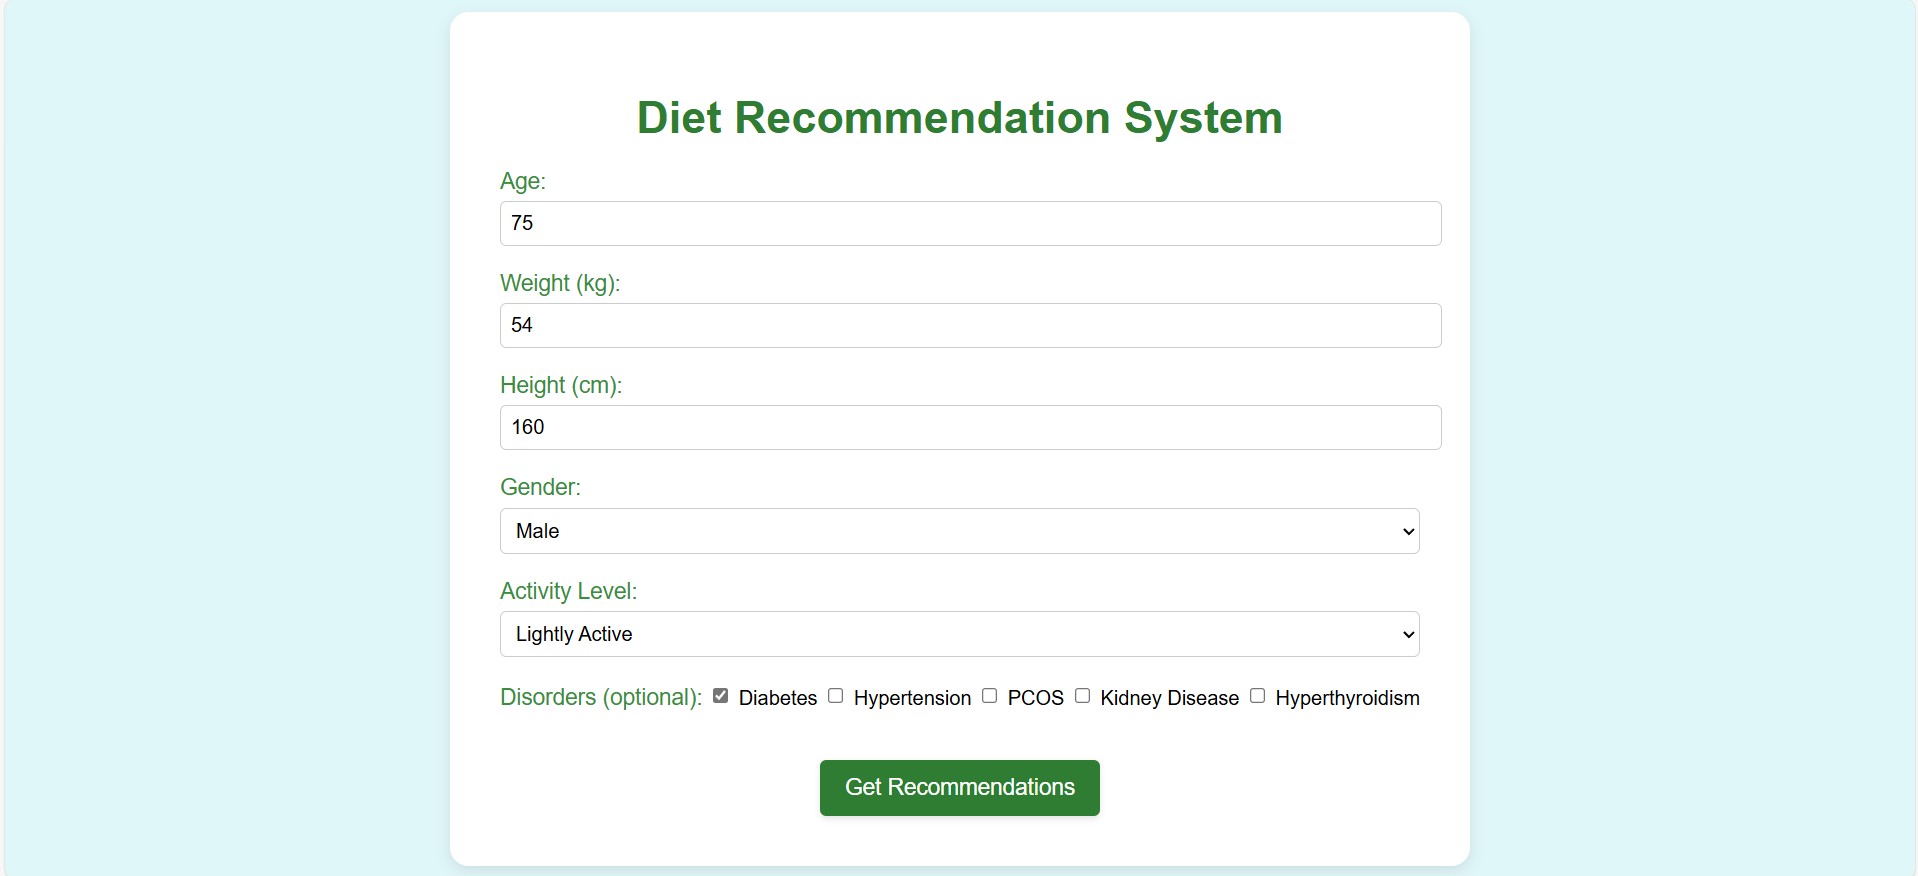 Diet Recommendation System
Age:
75
Weight (kg):
54
Height (cm):
160
Gender:
Male
Activity Level:
Lightly Active
Disorders (optional): Diabetes Hypertension PCOS Kidney Disease Hyperthyroidism
Get Recommendations